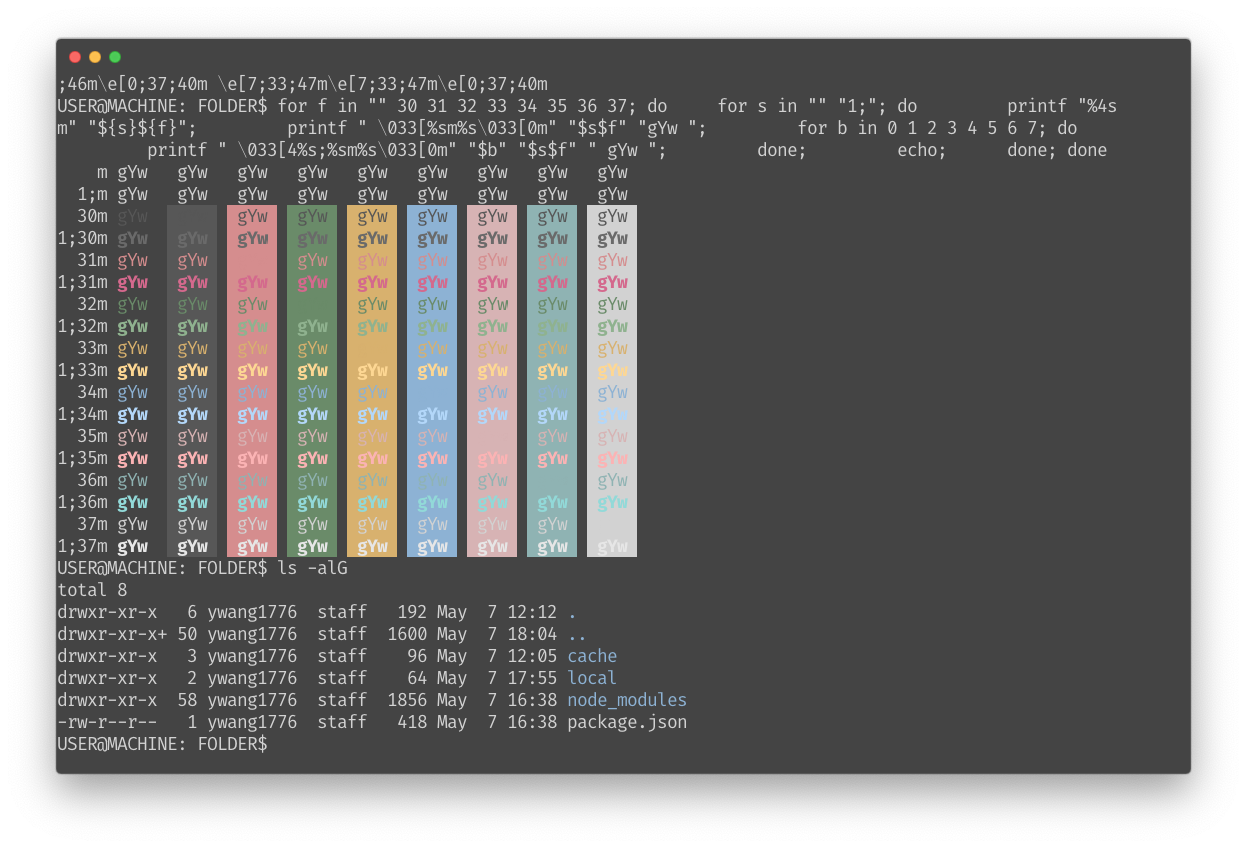 ;46m\e[0;37;40m \e[7;33;47m\e[7;33;47m\e[0;37;40m
USER@MACHINE: FOLDER$ for f in "" 30 31 32 33 34 35 36 37; do     for s in "" "1;"; do         printf "%4s
m" "${s}${f}";         printf " \033[%sm%s\033[0m" "$s$f" "gYw ";         for b in 0 1 2 3 4 5 6 7; do
         printf " \033[4%s;%sm%s\033[0m" "$b" "$s$f" " gYw ";         done;         echo;      done; done
    m gYw   gYw   gYw   gYw   gYw   gYw   gYw   gYw   gYw
  1;m gYw   gYw   gYw   gYw   gYw   gYw   gYw   gYw   gYw
  30m gYw         gYw   gYw   gYw   gYw   gYw   gYw   gYw
1;30m gYw   gYw   gYw   gYw   gYw   gYw   gYw   gYw   gYw
  31m gYw   gYw         gYw   gYw   gYw   gYw   gYw   gYw
1;31m gYw   gYw   gYw   gYw   gYw   gYw   gYw   gYw   gYw
  32m gYw   gYw   gYw         gYw   gYw   gYw   gYw   gYw
1;32m gYw   gYw   gYw   gYw   gYw   gYw   gYw   gYw   gYw
  33m gYw   gYw   gYw   gYw         gYw   gYw   gYw   gYw
1;33m gYw   gYw   gYw   gYw   gYw   gYw   gYw   gYw   gYw
  34m gYw   gYw   gYw   gYw   gYw         gYw   gYw   gYw
1;34m gYw   gYw   gYw   gYw   gYw   gYw   gYw   gYw   gYw
  35m gYw   gYw   gYw   gYw   gYw   gYw         gYw   gYw
1;35m gYw   gYw   gYw   gYw   gYw   gYw   gYw   gYw   gYw
  36m gYw   gYw   gYw   gYw   gYw   gYw   gYw         gYw
1;36m gYw   gYw   gYw   gYw   gYw   gYw   gYw   gYw   gYw
  37m gYw   gYw   gYw   gYw   gYw   gYw   gYw   gYw
1;37m gYw   gYw   gYw   gYw   gYw   gYw   gYw   gYw   gYw
USER@MACHINE: FOLDER$ ls -alG
total 8
drwxr-xr-x   6 ywang1776  staff   192 May  7 12:12 .
drwxr-xr-x+ 50 ywang1776  staff  1600 May  7 18:04 ..
drwxr-xr-x   3 ywang1776  staff    96 May  7 12:05 cache
drwxr-xr-x   2 ywang1776  staff    64 May  7 17:55 local
drwxr-xr-x  58 ywang1776  staff  1856 May  7 16:38 node_modules
-rw-r--r--   1 ywang1776  staff   418 May  7 16:38 package.json
USER@MACHINE: FOLDER$